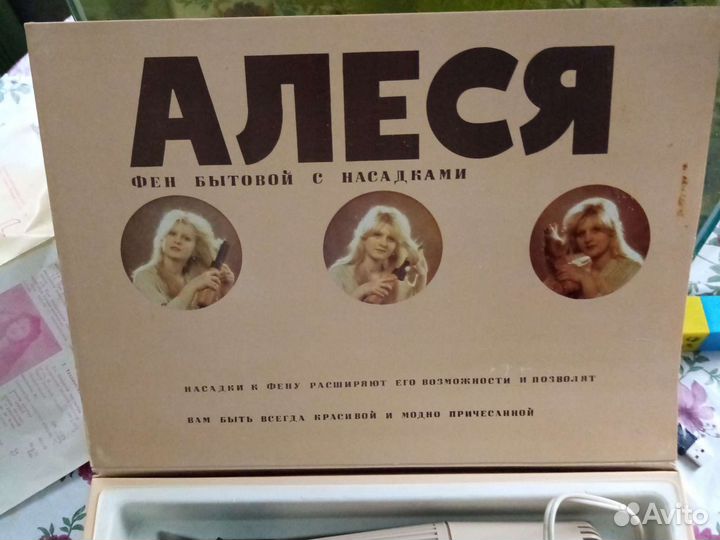 АЛЕСЯ
ФЕН БЫТОВОЙ С НАСАДКАМИ
НАСАДКИ К ФЕНУ РАСШИРЯЮТ ЕГО ВОЗМОЖНОСТИ И ПОЗВОЛЯТ
ВАМ БЫТЬ ВСЕГДА КРАСИВОЙ И МОДНО ПРИЧЕСАННОЙ
Avito